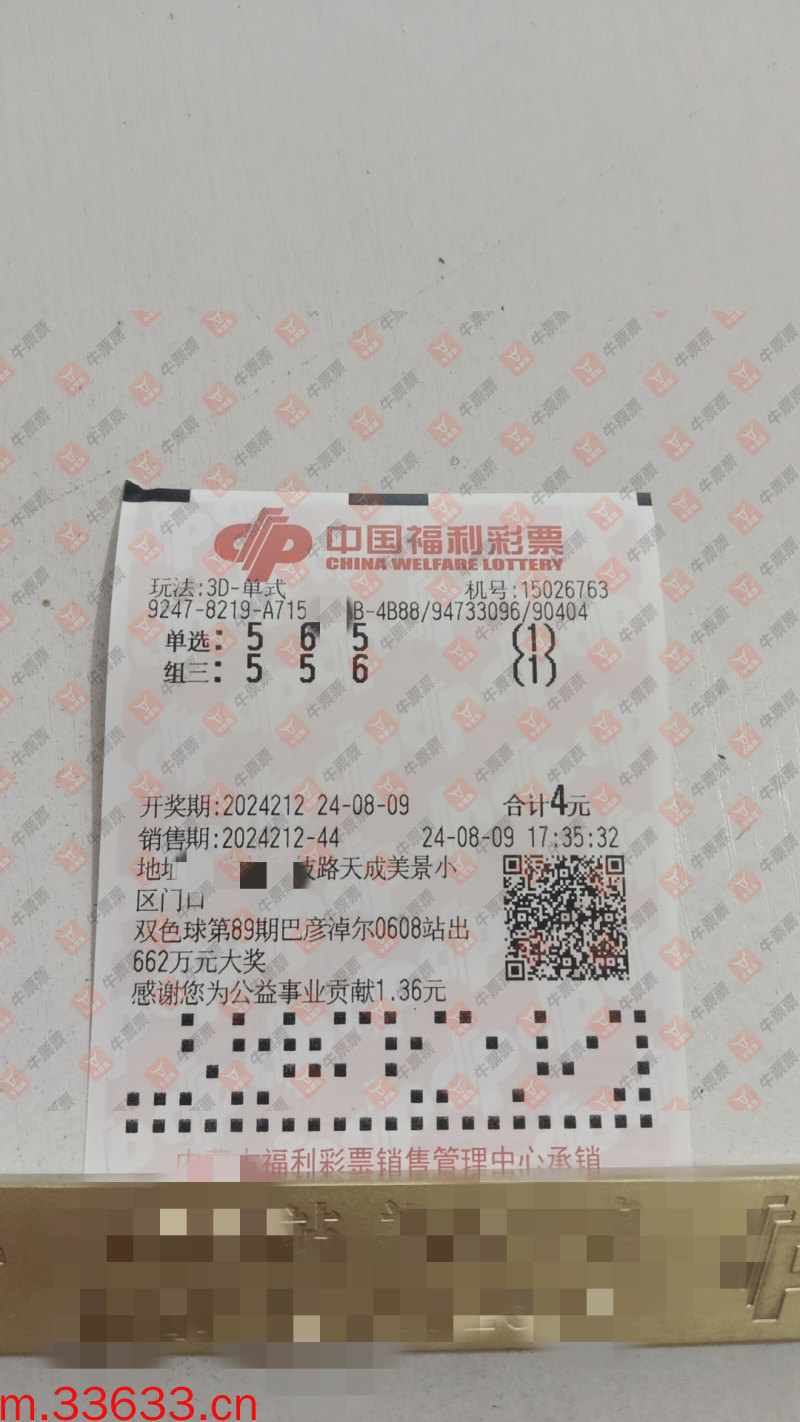 中国福利彩票
CHINA WELFARE LOTTERY
玩法:3D-单式 机号:15026763
9247-8219-A715 B-4B88/94733096/90404
单选: 5 6 5 (1)
组三: 5 5 6 (1)
开奖期:2024212 24-08-09 合计4元
销售期:2024212-44 24-08-09 17:35:32
地址 路天成美景小
区门口
双色球第89期巴彦淖尔0608站出
662万元大奖
感谢您为公益事业贡献1.36元
福利彩票销售管理中心承销
牛票票
m.33633.cn